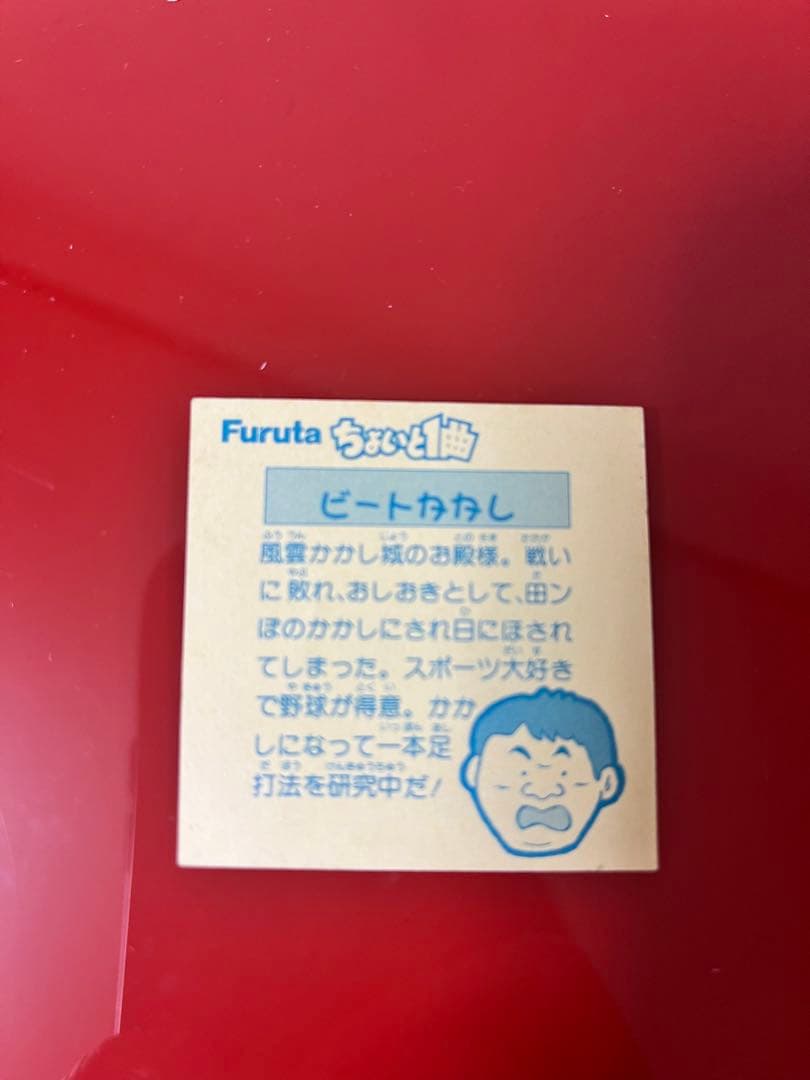 Furuta ちょいと1曲
ビートカカし
風雲かかし城のお殿様。戦い
に敗れ、おしおきとして、田ン
ぼのかかしにされ日にほされ
てしまった。スポーツ大好き
で野球が得意。かか
しになって一本足
打法を研究中だ!